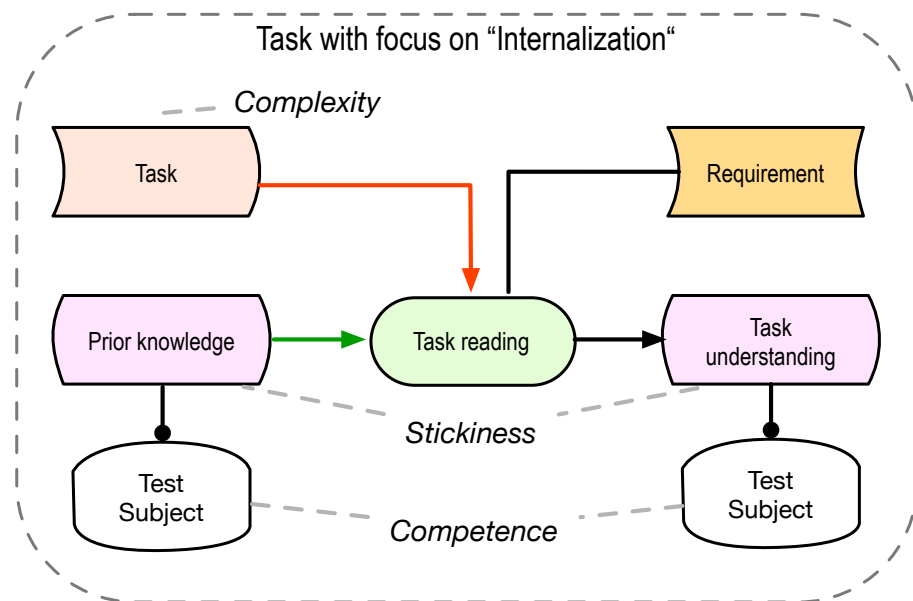 Task with focus on “Internalization“
Complexity
Task
Requirement
Prior knowledge
Task reading
Task
understanding
Stickiness
Test
Subject
Competence
Test
Subject